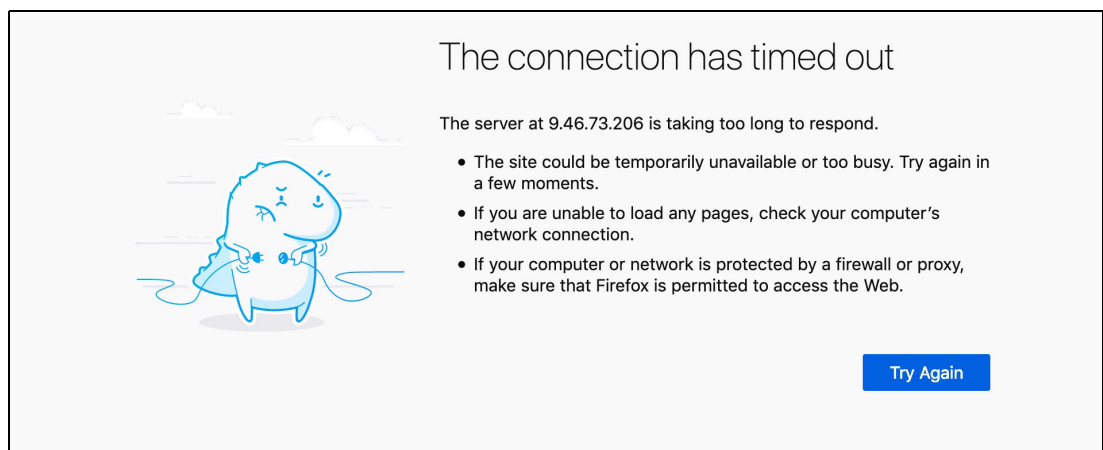 The connection has timed out
The server at 9.46.73.206 is taking too long to respond.
• The site could be temporarily unavailable or too busy. Try again in
a few moments.
• If you are unable to load any pages, check your computer’s
network connection.
• If your computer or network is protected by a firewall or proxy,
make sure that Firefox is permitted to access the Web.
Try Again